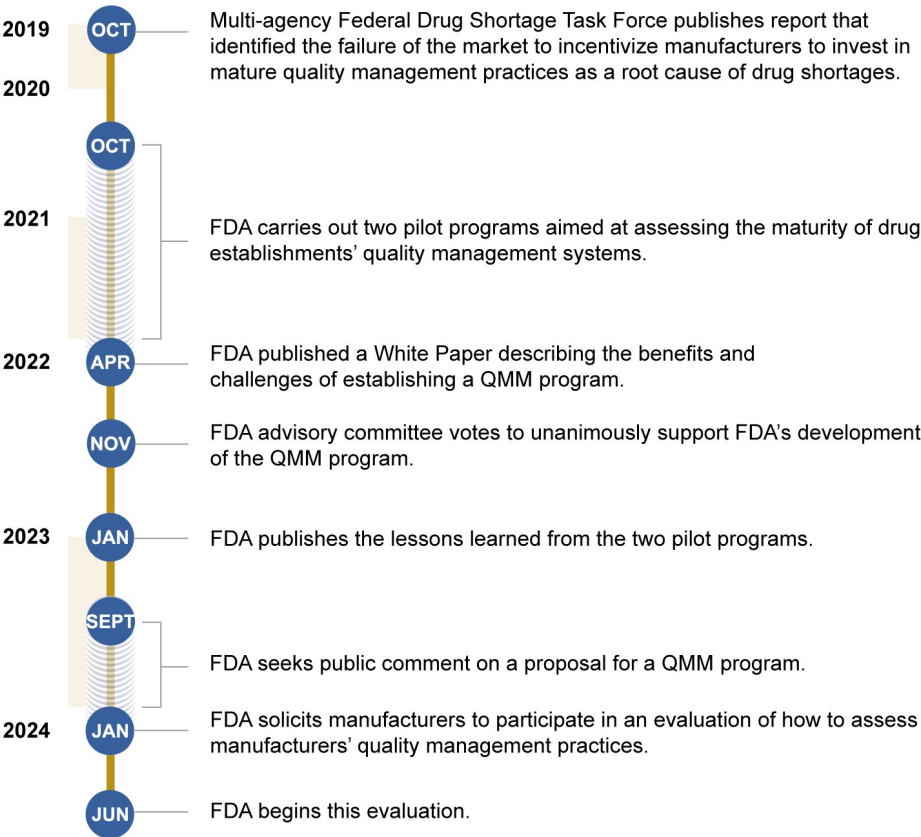 2019
OCT
Multi-agency Federal Drug Shortage Task Force publishes report that
identified the failure of the market to incentivize manufacturers to invest in
mature quality management practices as a root cause of drug shortages.
2020
OCT
2021
FDA carries out two pilot programs aimed at assessing the maturity of drug
establishments’ quality management systems.
2022
APR
FDA published a White Paper describing the benefits and
challenges of establishing a QMM program.
NOV
FDA advisory committee votes to unanimously support FDA’s development
of the QMM program.
2023
JAN
FDA publishes the lessons learned from the two pilot programs.
SEPT
FDA seeks public comment on a proposal for a QMM program.
2024
JAN
FDA solicits manufacturers to participate in an evaluation of how to assess
manufacturers’ quality management practices.
JUN
FDA begins this evaluation.